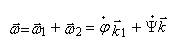 ϖ⃗=ϖ⃗₁ + ϖ⃗₂ = φ̇k⃗₁ + Ψ̇k⃗